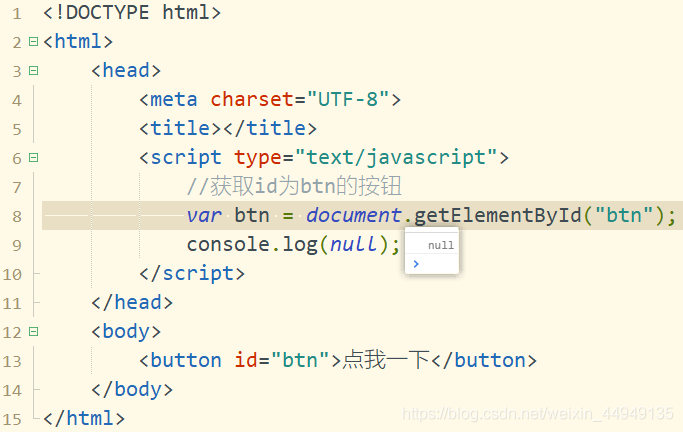 1 <!DOCTYPE html>
2 <html>
3 <head>
4 <meta charset="UTF-8">
5 <title></title>
6 <script type="text/javascript">
7 //获取id为btn的按钮
8 var btn = document.getElementById("btn");
9 console.log(null);
null
>
10 </script>
11 </head>
12 <body>
13 <button id="btn">点我一下</button>
14 </body>
15 </html>
https://blog.csdn.net/weixin_44949135